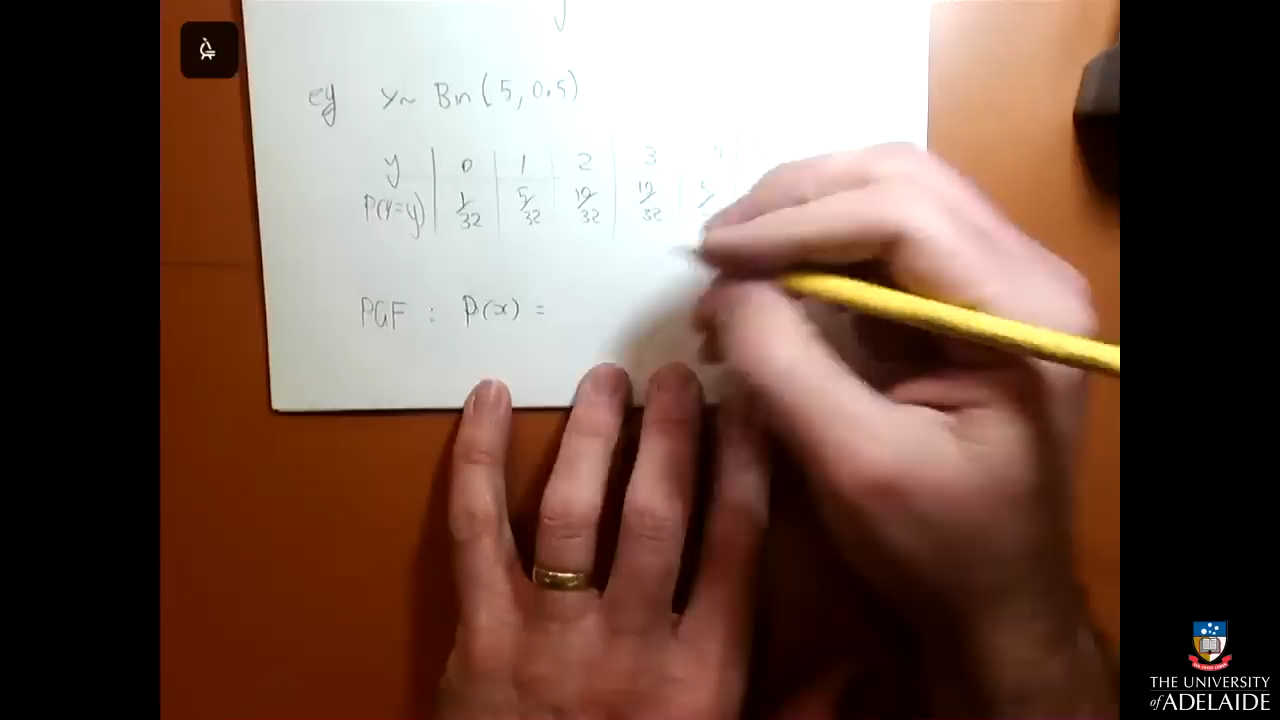 eg Y~ Bin(5, 0.5)
y 0 1 2 3
P(Y=y) 1/32 5/32 10/32 10/32
PGF : P(x) =
THE UNIVERSITY
of ADELAIDE